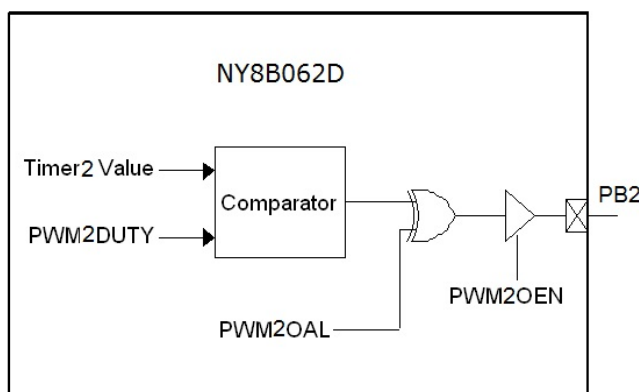 NY8B062D
Timer2 Value
Comparator
PB2
PWM2DUTY
PWM2OEN
PWM2OAL